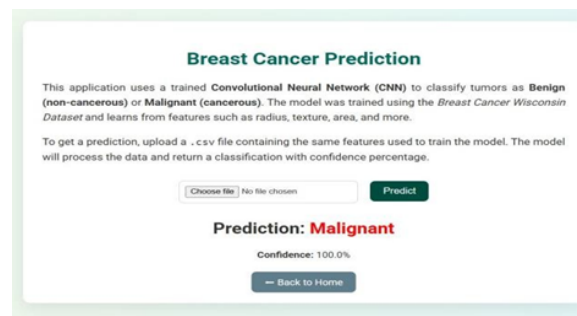 Breast Cancer Prediction
This application uses a trained Convolutional Neural Network (CNN) to classify tumors as Benign
(non-cancerous) or Malignant (cancerous). The model was trained using the Breast Cancer Wisconsin
Dataset and learns from features such as radius, texture, area, and more.
To get a prediction, upload a .csv file containing the same features used to train the model. The model
will process the data and return a classification with confidence percentage.
Choose file No file chosen Predict
Prediction: Malignant
Confidence: 100.0%
← Back to Home